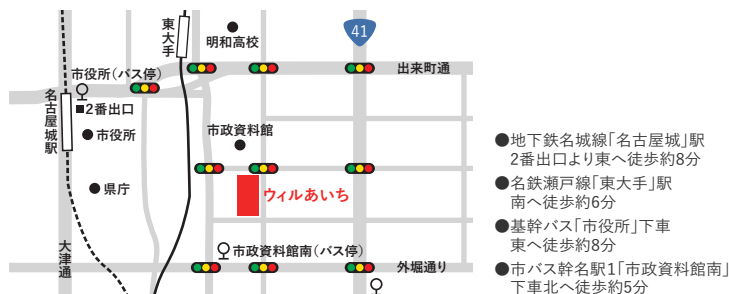 東大手
明和高校
41
市役所(バス停)
出来町通
名古屋城駅
2番出口
市役所
市政資料館
県庁
ウィルあいち
大津通
市政資料館南(バス停)
外堀通り
●地下鉄名城線「名古屋城」駅
2番出口より東へ徒歩約8分
●名鉄瀬戸線「東大手」駅
南へ徒歩約6分
●基幹バス「市役所」下車
東へ徒歩約8分
●市バス幹名駅1「市政資料館南」
下車北へ徒歩約5分